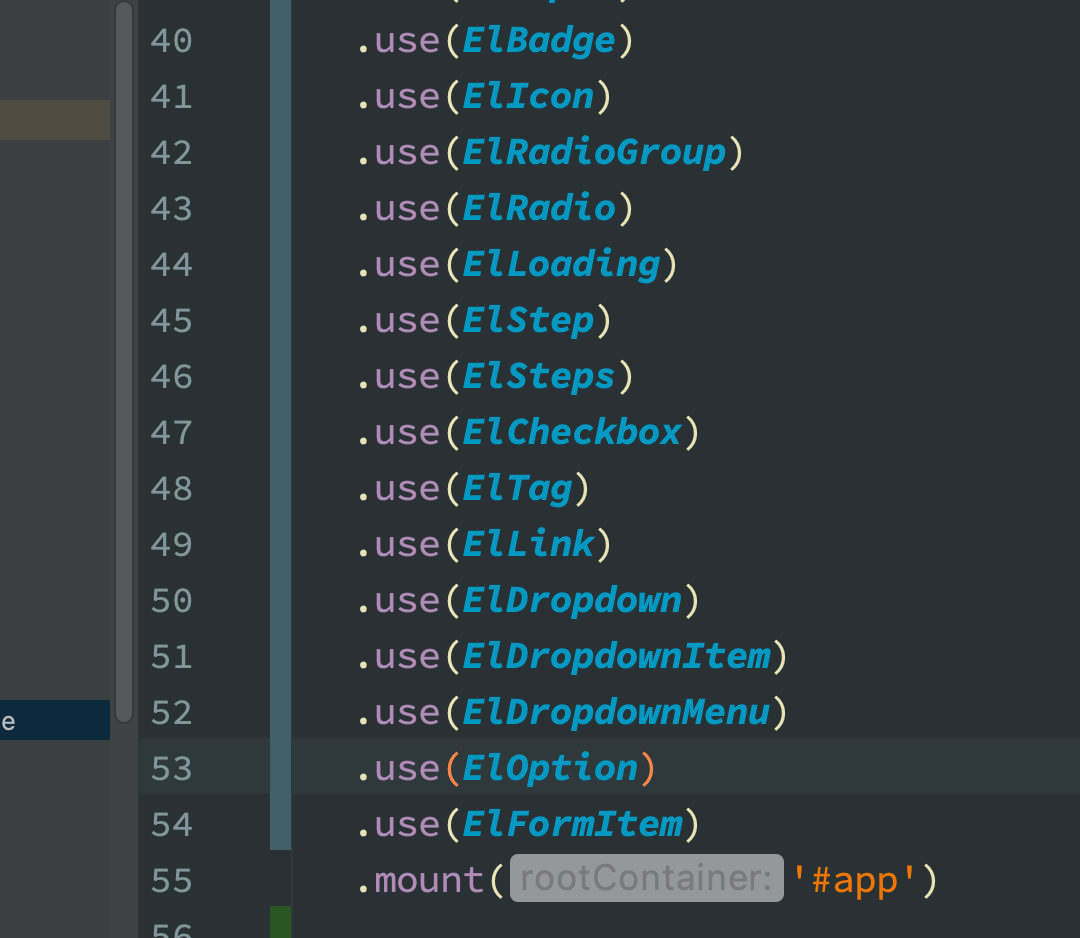 40 .use(ElBadge)
41 .use(ElIcon)
42 .use(ElRadioGroup)
43 .use(ElRadio)
44 .use(ElLoading)
45 .use(ElStep)
46 .use(ElSteps)
47 .use(ElCheckbox)
48 .use(ElTag)
49 .use(ElLink)
50 .use(ElDropdown)
51 .use(ElDropdownItem)
e 52 .use(ElDropdownMenu)
53 .use(ElOption)
54 .use(ElFormItem)
55 .mount( rootContainer: '#app')
56